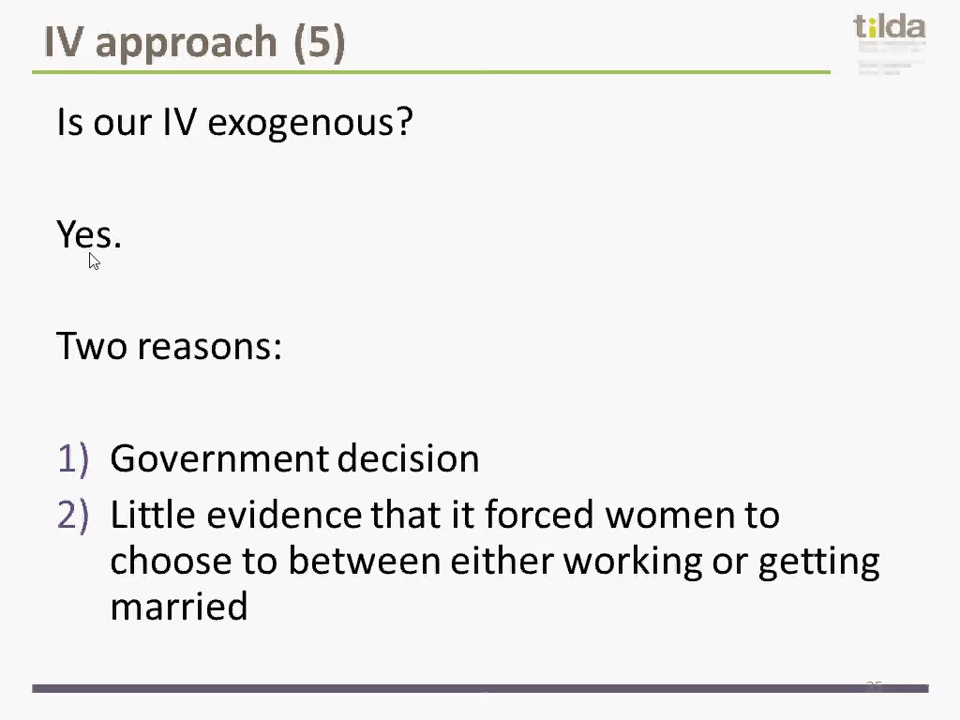 IV approach (5)
tilda
Is our IV exogenous?
Yes.
Two reasons:
1) Government decision
2) Little evidence that it forced women to
choose to between either working or getting
married